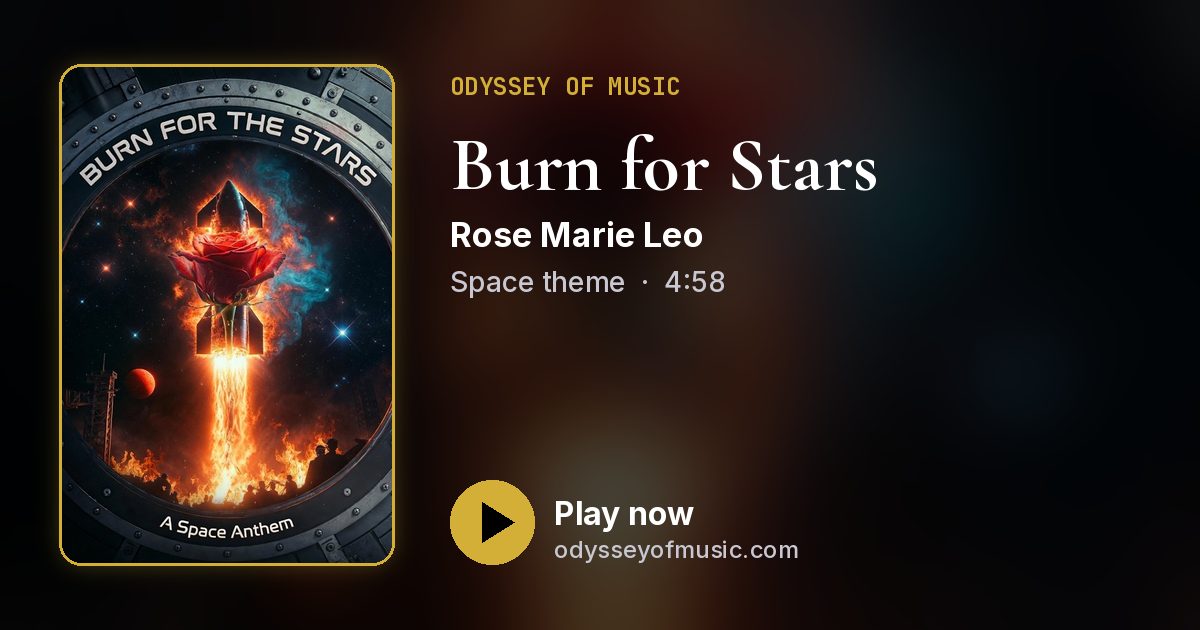 BURN FOR THE STARS
A Space Anthem
ODYSSEY OF MUSIC
Burn for Stars
Rose Marie Leo
Space theme · 4:58
Play now
odysseyofmusic.com